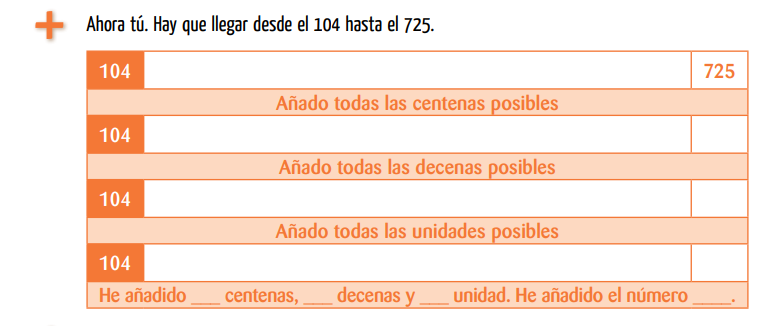 Ahora tú. Hay que llegar desde el 104 hasta el 725.
104 725
Añado todas las centenas posibles
104
Añado todas las decenas posibles
104
Añado todas las unidades posibles
104
He añadido ___ centenas, ___ decenas y ___ unidad. He añadido el número ____.